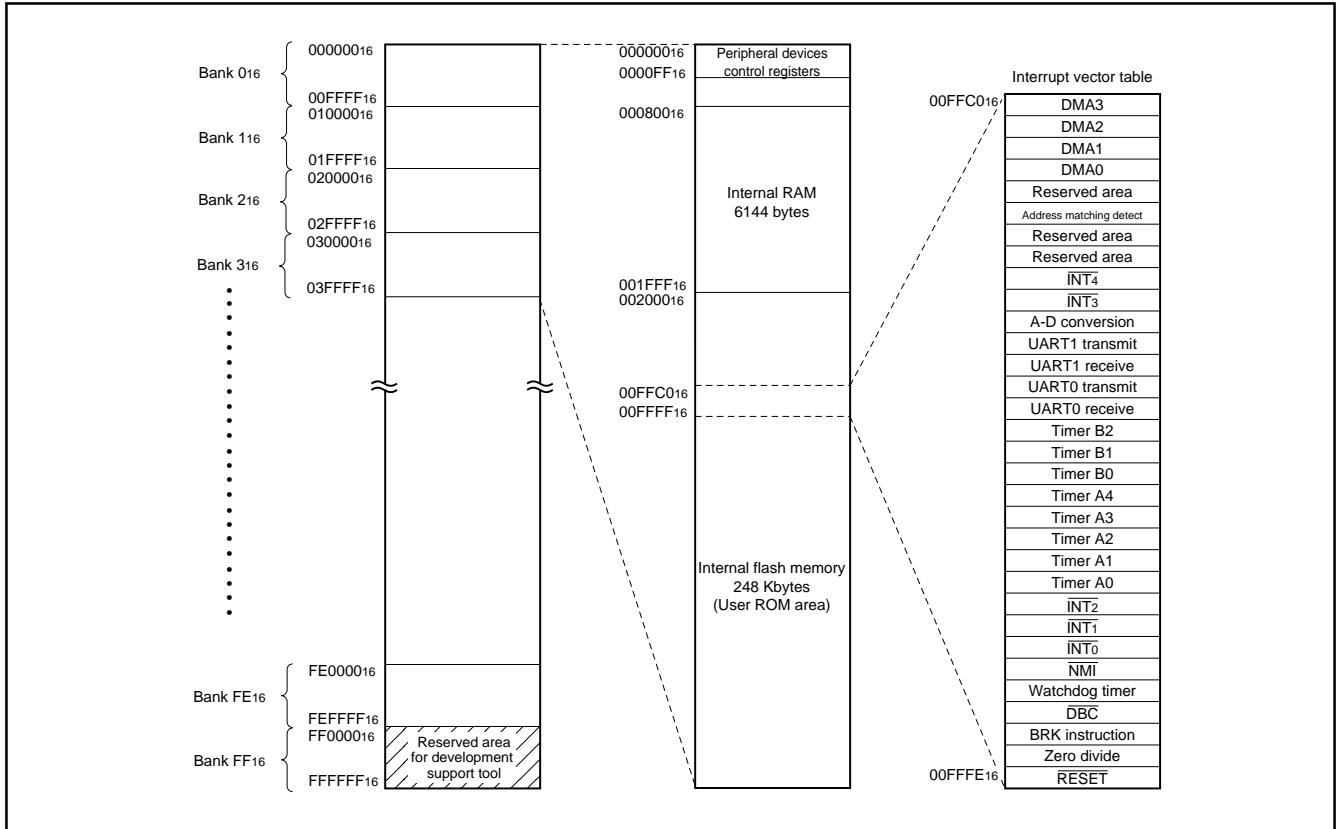 Bank 016
Bank 116
Bank 216
Bank 316
Bank FE16
Bank FF16
00000016
00FFFF16
01000016
01FFFF16
02000016
02FFFF16
03000016
03FFFF16
FE000016
FEFFFF16
FF000016
FFFFFF16
Reserved area
for development
support tool
00000016
0000FF16
00080016
001FFF16
00200016
00FFC016
00FFFF16
Peripheral devices
control registers
Internal RAM
6144 bytes
Internal flash memory
248 Kbytes
(User ROM area)
Interrupt vector table
00FFC016
DMA3
DMA2
DMA1
DMA0
Reserved area
Address matching detect
Reserved area
Reserved area
INT4
INT3
A-D conversion
UART1 transmit
UART1 receive
UART0 transmit
UART0 receive
Timer B2
Timer B1
Timer B0
Timer A4
Timer A3
Timer A2
Timer A1
Timer A0
INT2
INT1
INT0
NMI
Watchdog timer
DBC
BRK instruction
Zero divide
00FFFE16
RESET